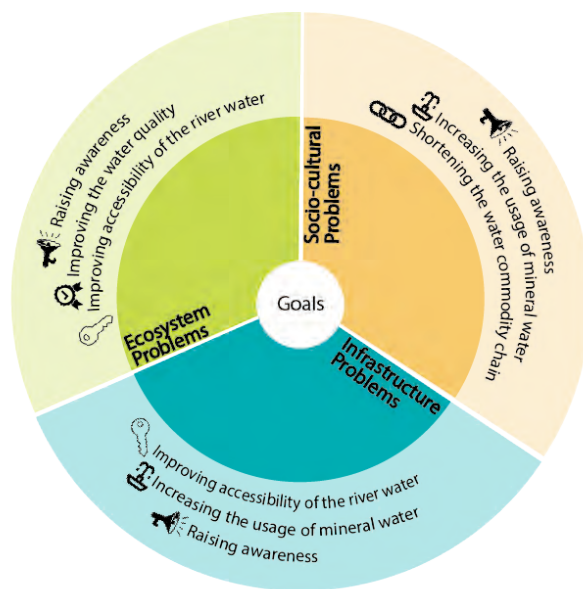 Raising awareness
Improving the water quality
Improving accessibility of the river water
Ecosystem
Problems
Raising awareness
Increasing the usage of mineral water
Shortening the water commodity chain
Socio-cultural
Problems
Goals
Infrastructure
Problems
Improving accessibility of the river water
Increasing the usage of mineral water
Raising awareness